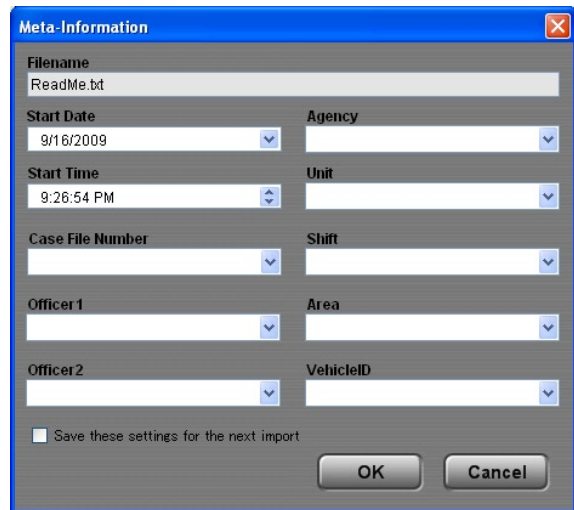 Meta-Information
Filename
ReadMe.txt
Start Date
Agency
9/16/2009
Start Time
Unit
9:26:54 PM
Case File Number
Shift
Officer1
Area
Officer2
VehicleID
Save these settings for the next import
OK
Cancel